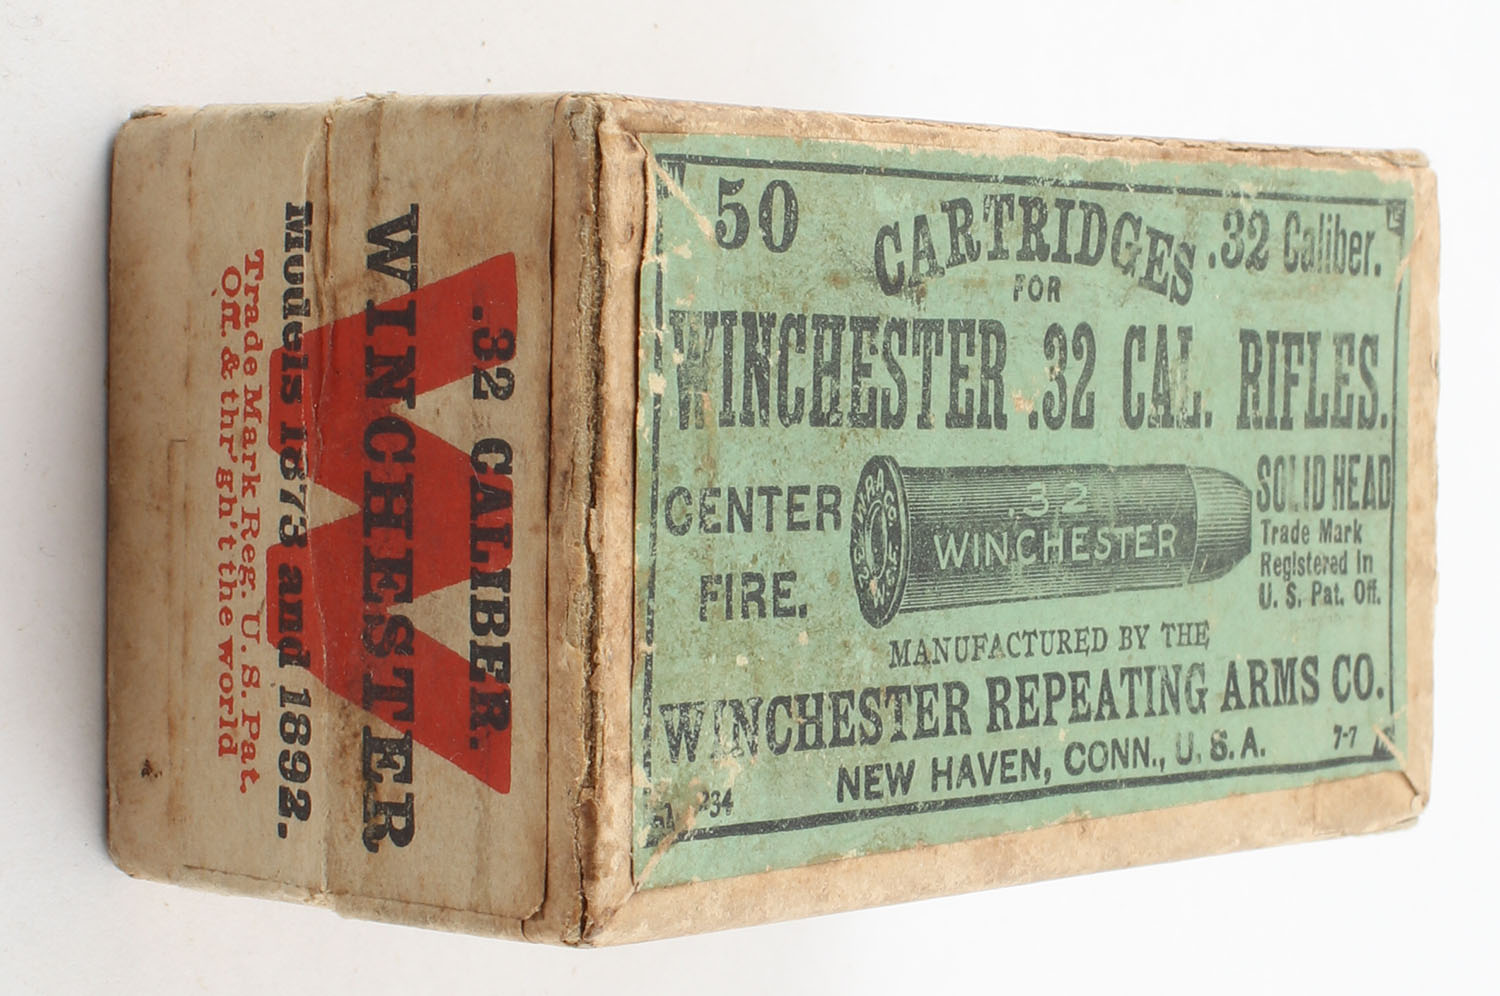 50 CARTRIDGES .32 Caliber.
FOR
WINCHESTER .32 CAL. RIFLES.
CENTER
FIRE.
W.R.A.CO.
.32
WINCHESTER
SOLID HEAD
Trade Mark
Registered in
U. S. Pat. Off.
MANUFACTURED BY THE
WINCHESTER REPEATING ARMS CO.
NEW HAVEN, CONN., U. S. A.
7-7
.32 CALIBER.
WINCHESTER
Models 1873 and 1892.
Trade Mark Reg. U. S. Pat.
Off. & thr'gh't the world
W